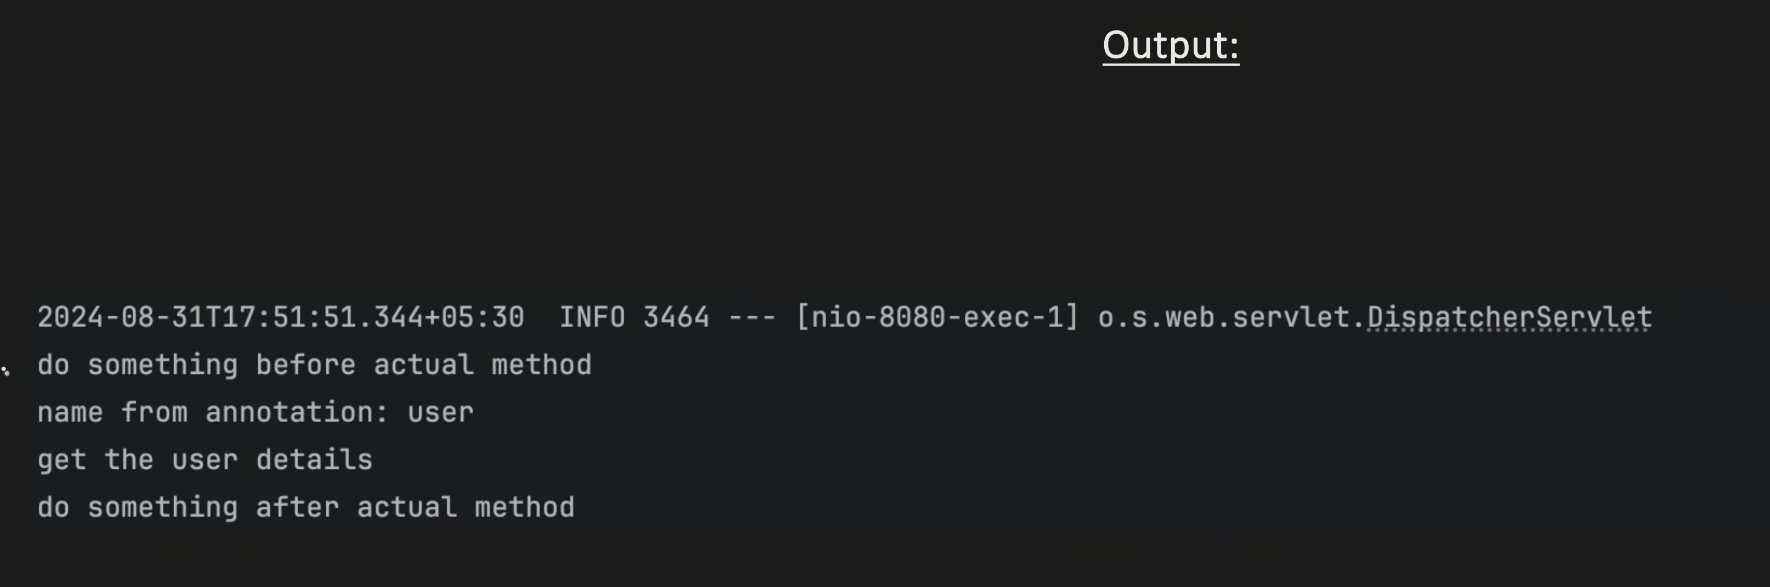 Output:
2024-08-31T17:51:51.344+05:30  INFO 3464 --- [nio-8080-exec-1] o.s.web.servlet.DispatcherServlet
do something before actual method
name from annotation: user
get the user details
do something after actual method